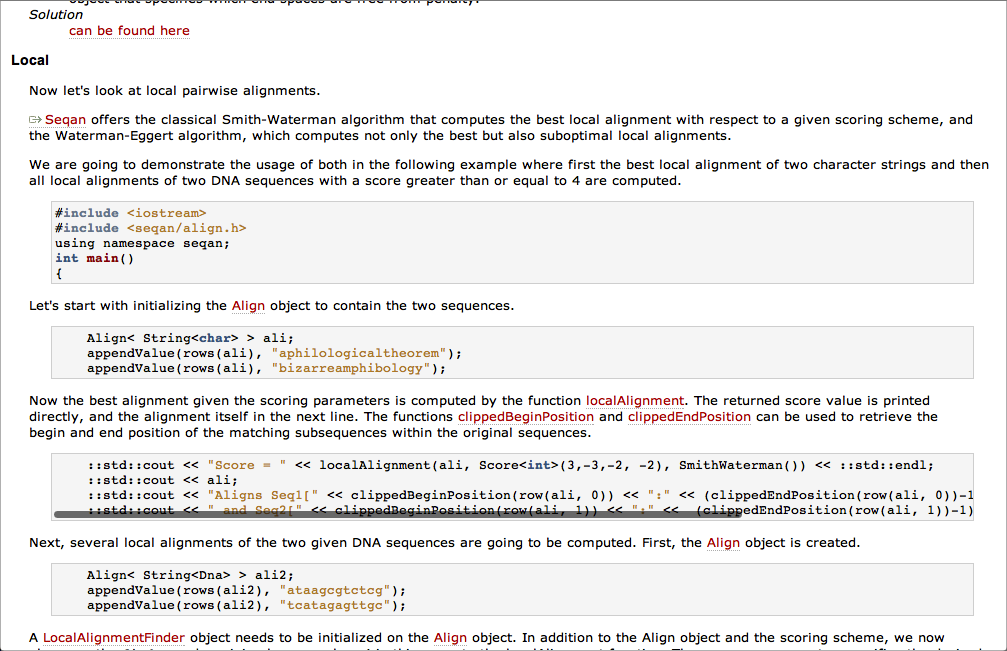 object that specifies which end spaces are free from penalty.
Solution
can be found here
Local
Now let's look at local pairwise alignments.
Seqan offers the classical Smith-Waterman algorithm that computes the best local alignment with respect to a given scoring scheme, and
the Waterman-Eggert algorithm, which computes not only the best but also suboptimal local alignments.
We are going to demonstrate the usage of both in the following example where first the best local alignment of two character strings and then
all local alignments of two DNA sequences with a score greater than or equal to 4 are computed.
#include <iostream>
#include <seqan/align.h>
using namespace seqan;
int main()
{
Let's start with initializing the Align object to contain the two sequences.
Align< String<char> > ali;
appendValue(rows(ali), "aphilologicaltheorem");
appendValue(rows(ali), "bizarreamphibology");
Now the best alignment given the scoring parameters is computed by the function localAlignment. The returned score value is printed
directly, and the alignment itself in the next line. The functions clippedBeginPosition and clippedEndPosition can be used to retrieve the
begin and end position of the matching subsequences within the original sequences.
::std::cout << "Score = " << localAlignment(ali, Score<int>(3,-3,-2, -2), SmithWaterman()) << ::std::endl;
::std::cout << ali;
::std::cout << "Aligns Seq1[" << clippedBeginPosition(row(ali, 0)) << ":" << (clippedEndPosition(row(ali, 0))-1
::std::cout << " and Seq2[" << clippedBeginPosition(row(ali, 1)) << ":" <<  (clippedEndPosition(row(ali, 1))-1)
Next, several local alignments of the two given DNA sequences are going to be computed. First, the Align object is created.
Align< String<Dna> > ali2;
appendValue(rows(ali2), "ataagcgtctcg");
appendValue(rows(ali2), "tcatagagttgc");
A LocalAlignmentFinder object needs to be initialized on the Align object. In addition to the Align object and the scoring scheme, we now